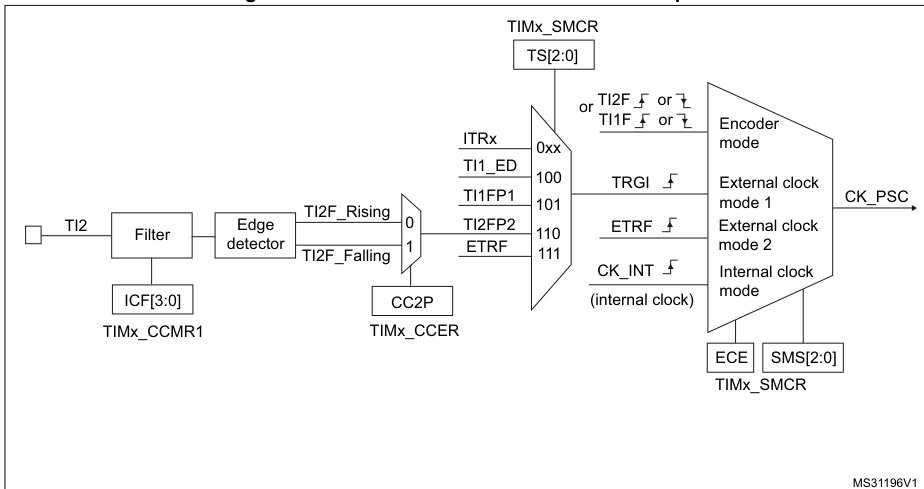 TIMx_SMCR
TS[2:0]
or TI2F or
TI1F or
Encoder
mode
ITRx
0xx
TI1_ED
100
TI1FP1
101
TRGI
External clock
mode 1
CK_PSC
TI2
Filter
Edge
detector
TI2F_Rising
0
TI2F_Falling
1
TI2FP2
110
ETRF
111
ETRF
External clock
mode 2
CK_INT
(internal clock)
Internal clock
mode
ICF[3:0]
TIMx_CCMR1
CC2P
TIMx_CCER
ECE
SMS[2:0]
TIMx_SMCR
MS31196V1